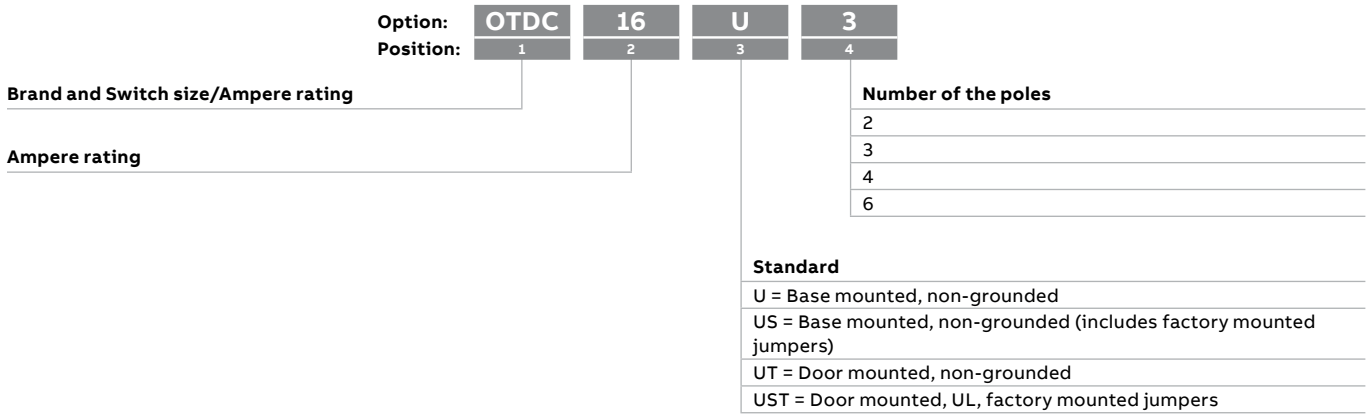 Option: OTDC 16 U 3
Position: 1 2 3 4
Brand and Switch size/Ampere rating
Number of the poles
2
Ampere rating
3
4
6
Standard
U = Base mounted, non-grounded
US = Base mounted, non-grounded (includes factory mounted
jumpers)
UT = Door mounted, non-grounded
UST = Door mounted, UL, factory mounted jumpers